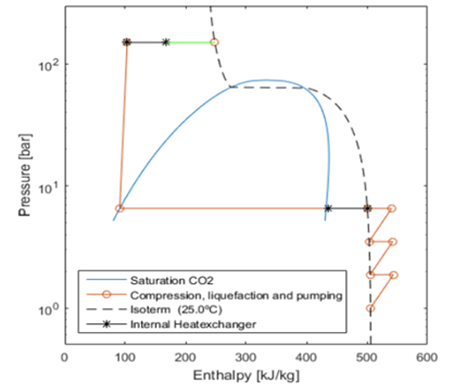 10²
10¹
10⁰
Pressure [bar]
Saturation CO2
Compression, liquefaction and pumping
Isoterm (25.0ºC)
Internal Heatexchanger
0 100 200 300 400 500 600
Enthalpy [kJ/kg]